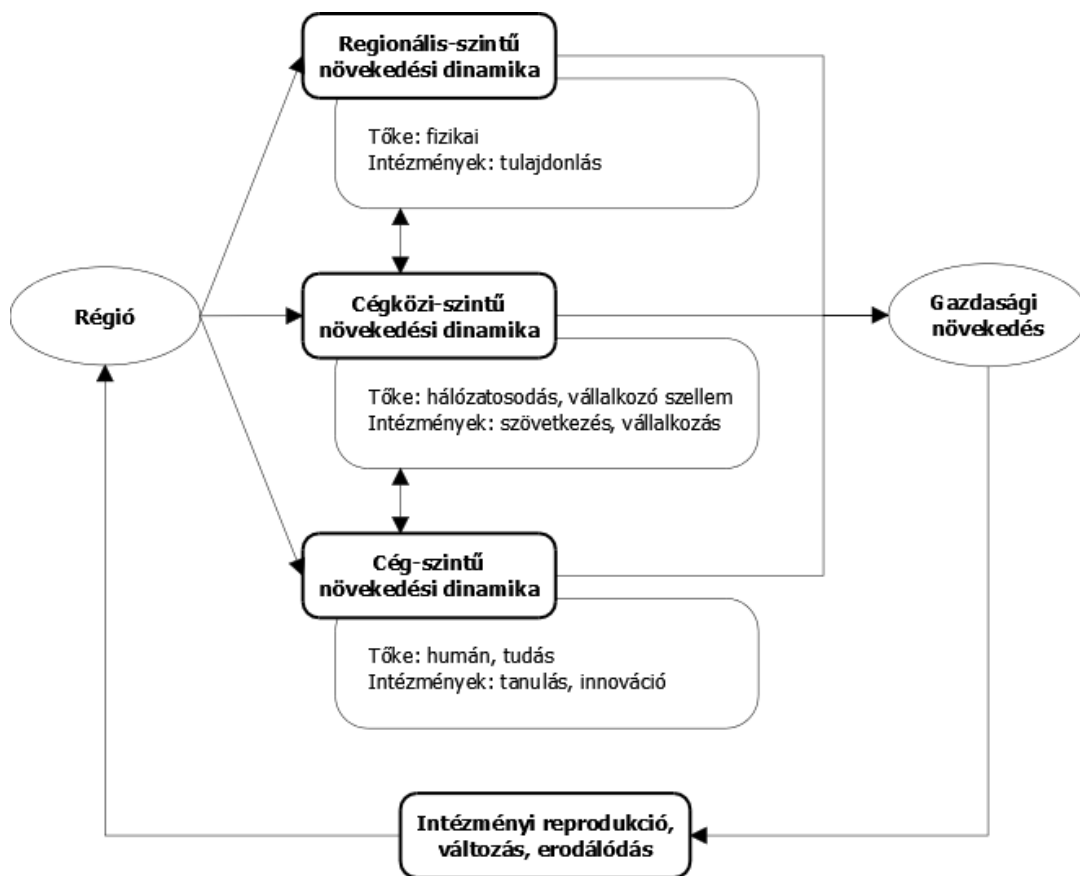 Regionális-szintű
növekedési dinamika
Tőke: fizikai
Intézmények: tulajdonlás
Régió
Cégközi-szintű
növekedési dinamika
Gazdasági
növekedés
Tőke: hálózatosodás, vállalkozó szellem
Intézmények: szövetkezés, vállalkozás
Cég-szintű
növekedési dinamika
Tőke: humán, tudás
Intézmények: tanulás, innováció
Intézményi reprodukció,
változás, erodálódás